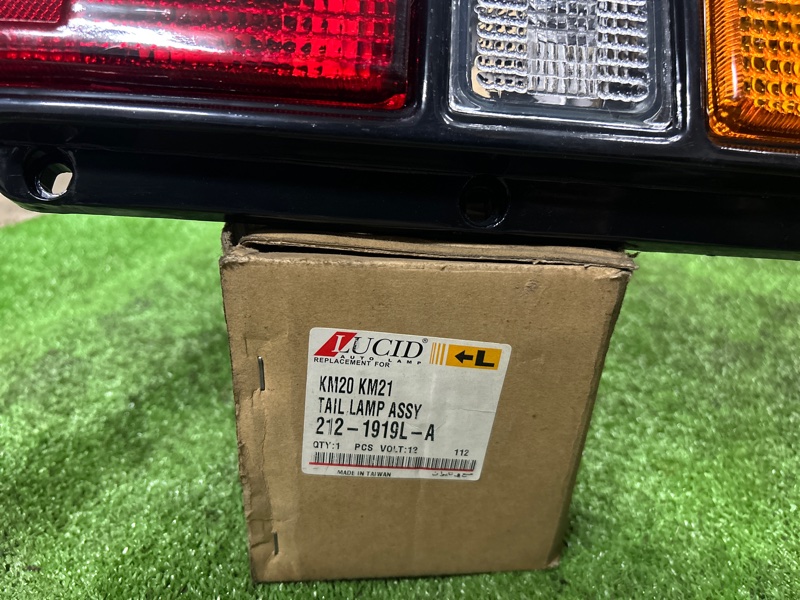 LUCID®
AUTO LAMP
REPLACEMENT FOR
←L
KM20 KM21
TAIL LAMP ASSY
212-1919L-A
QTY:1 PCS VOLT:12
112
MADE IN TAIWAN